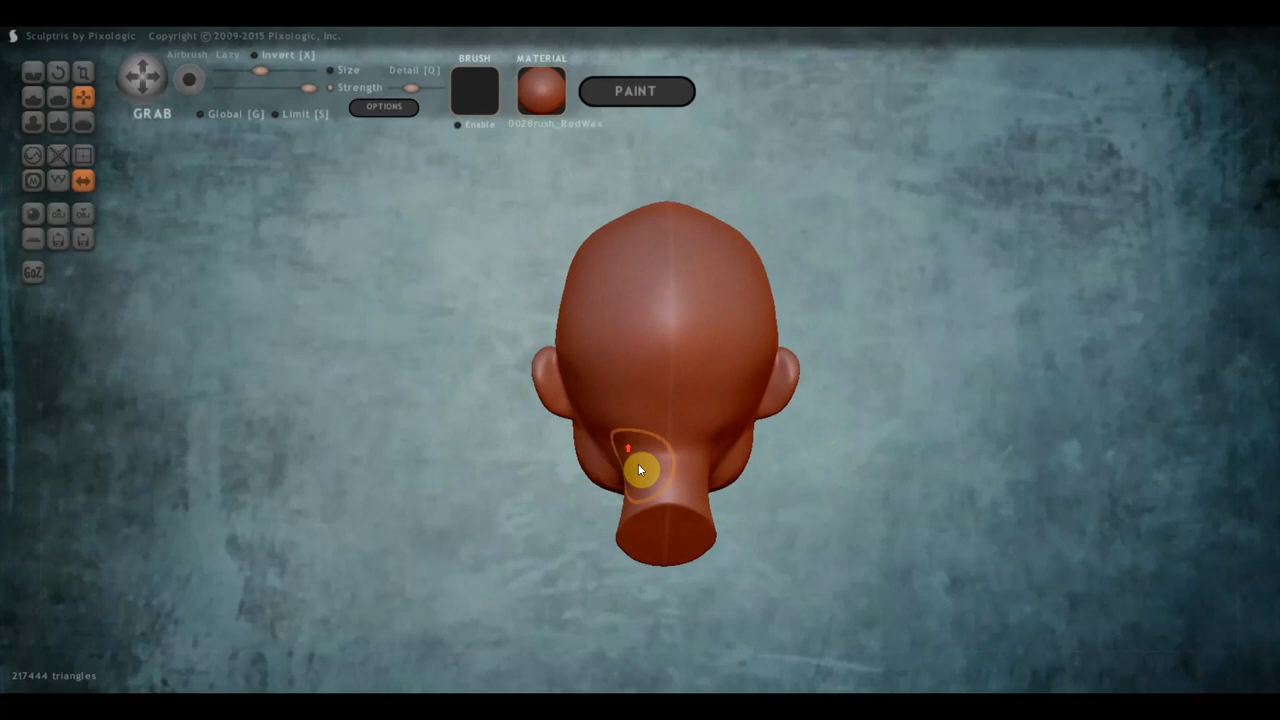 Sculptris by Pixologic Copyright ©2009-2015 Pixologic, Inc.
Airbrush Lazy Invert [X]
BRUSH MATERIAL
Size Detail [Q]
Strength
PAINT
OPTIONS
GRAB Global [G] Limit [S]
Enable 00ZBrush_RedWax
GoZ
217444 triangles